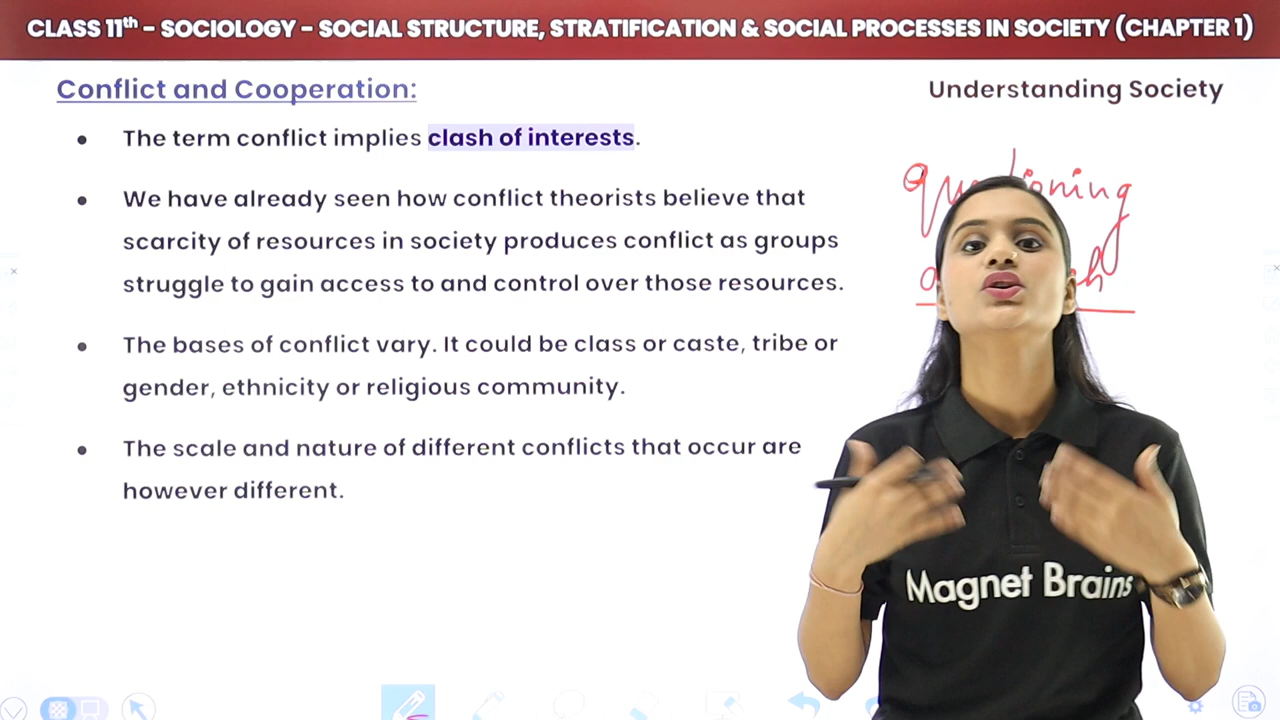 CLASS 11th - SOCIOLOGY - SOCIAL STRUCTURE, STRATIFICATION & SOCIAL PROCESSES IN SOCIETY (CHAPTER 1)
Conflict and Cooperation:
Understanding Society
• The term conflict implies clash of interests.
• We have already seen how conflict theorists believe that
scarcity of resources in society produces conflict as groups
struggle to gain access to and control over those resources.
• The bases of conflict vary. It could be class or caste, tribe or
gender, ethnicity or religious community.
• The scale and nature of different conflicts that occur are
however different.
Magnet Brains